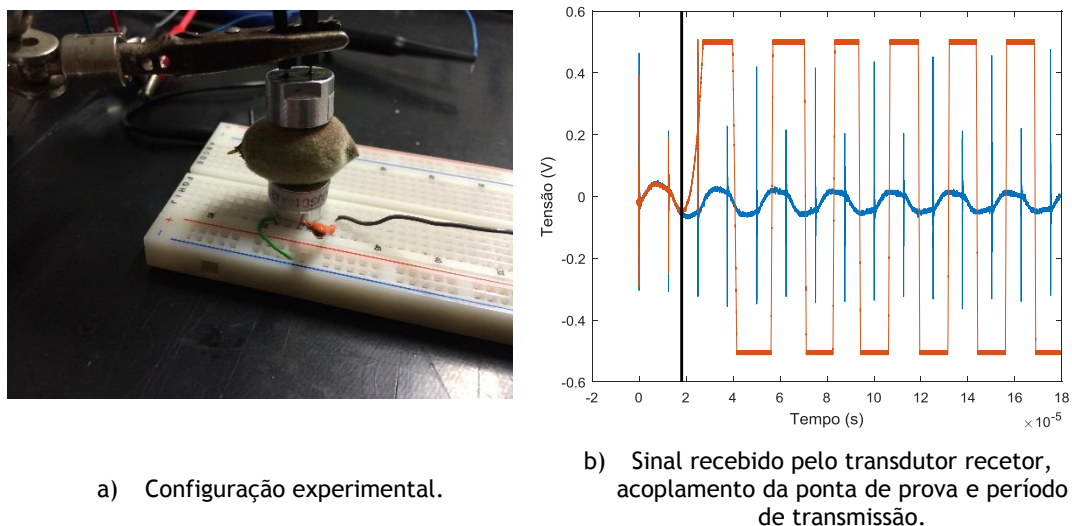 0.6
0.4
0.2
0
-0.2
-0.4
-0.6
Tensão (V)
-2 0 2 4 6 8 10 12 14 16 18
Tempo (s)
×10-5
a) Configuração experimental.
b) Sinal recebido pelo transdutor recetor,
acoplamento da ponta de prova e período
de transmissão.